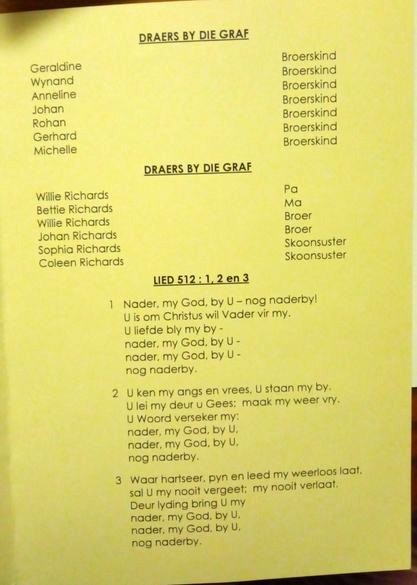 DRAERS BY DIE GRAF
Geraldine Broerskind
Wynand Broerskind
Anneline Broerskind
Johan Broerskind
Rohan Broerskind
Gerhard Broerskind
Michelle Broerskind
DRAERS BY DIE GRAF
Willie Richards Pa
Bettie Richards Ma
Willie Richards Broer
Johan Richards Broer
Sophia Richards Skoonsuster
Coleen Richards Skoonsuster
LIED 512 : 1, 2 en 3
1 Nader, my God, by U – nog naderby!
U is om Christus wil Vader vir my.
U liefde bly my by -
nader, my God, by U -
nader, my God, by U -
nog naderby.
2 U ken my angs en vrees, U staan my by.
U lei my deur u Gees; maak my weer vry.
U Woord verseker my:
nader, my God, by U,
nader, my God, by U,
nog naderby.
3 Waar hartseer, pyn en leed my weerloos laat,
sal U my nooit vergeet; my nooit verlaat.
Deur lyding bring U my
nader, my God, by U,
nader, my God, by U,
nog naderby.